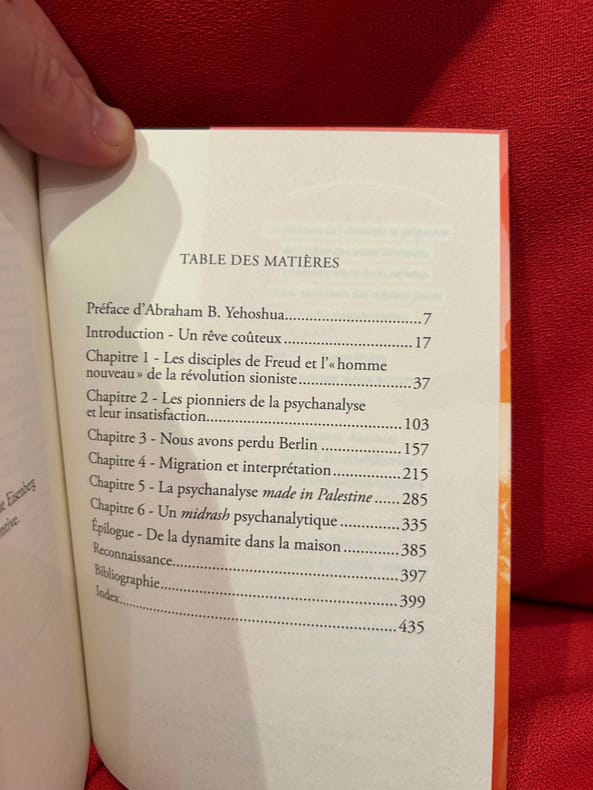 TABLE DES MATIÈRES
Préface d'Abraham B. Yehoshua..................................7
Introduction - Un rêve coûteux................................17
Chapitre 1 - Les disciples de Freud et l'« homme
nouveau » de la révolution sioniste...........................37
Chapitre 2 - Les pionniers de la psychanalyse
et leur insatisfaction...............................................103
Chapitre 3 - Nous avons perdu Berlin.....................157
Chapitre 4 - Migration et interprétation.................215
Chapitre 5 - La psychanalyse made in Palestine......285
Chapitre 6 - Un midrash psychanalytique................335
Épilogue - De la dynamite dans la maison..............385
Reconnaissance.......................................................397
Bibliographie..........................................................399
Index.......................................................................435
Eisenberg